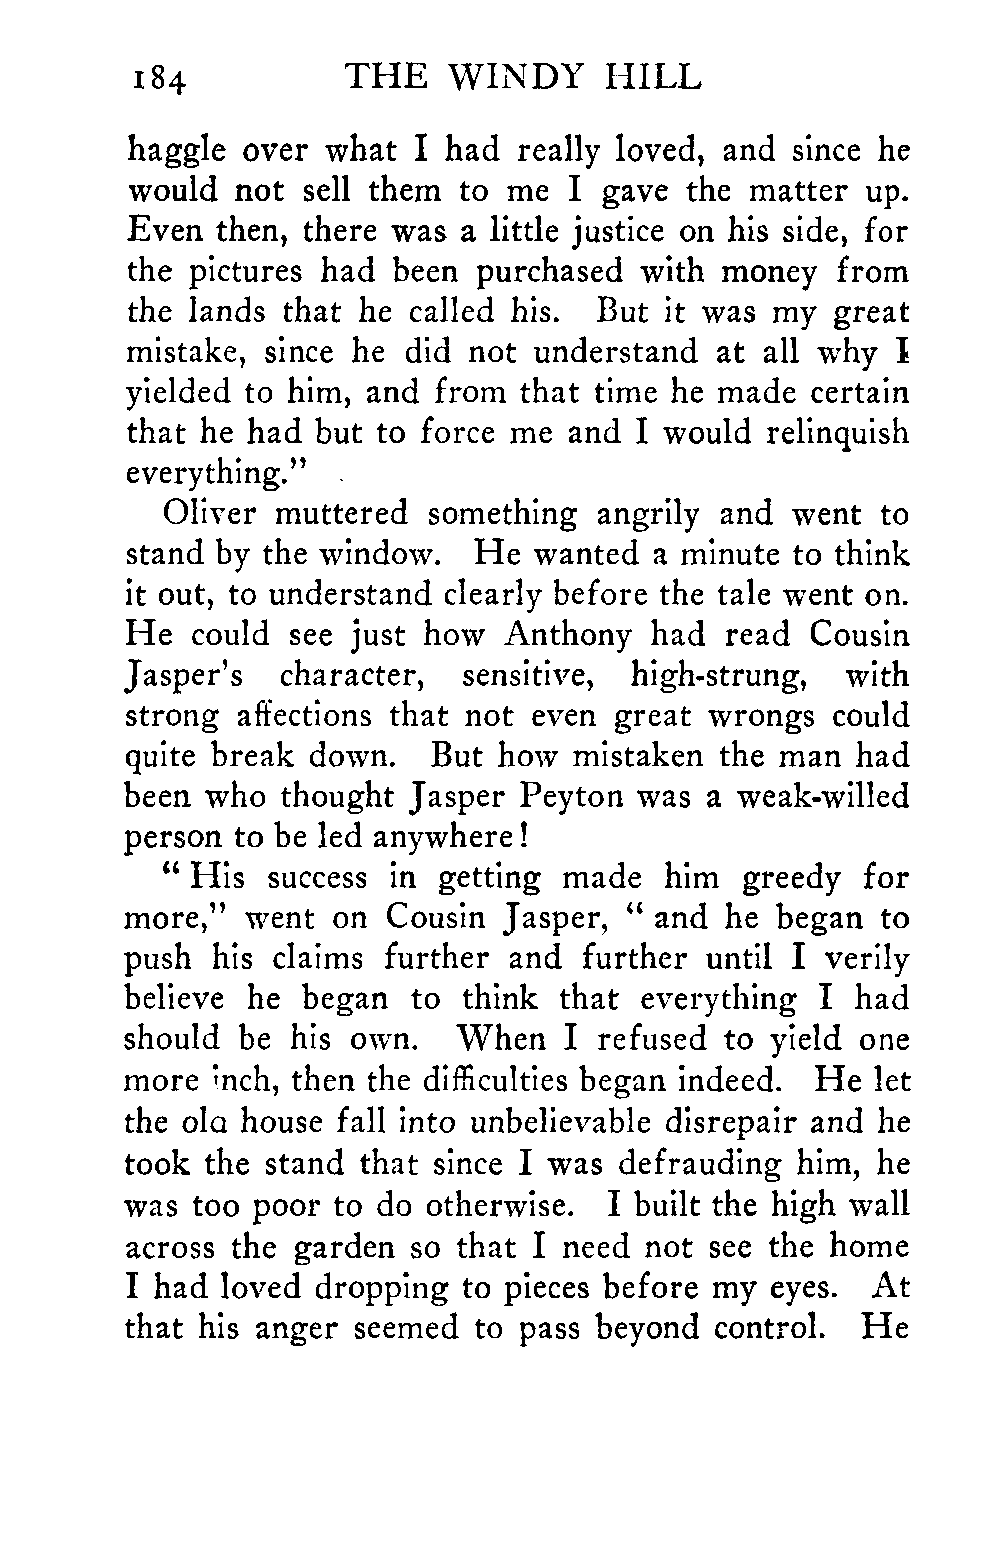 184 THE WINDY HILL
haggle over what I had really loved, and since he
would not sell them to me I gave the matter up.
Even then, there was a little justice on his side, for
the pictures had been purchased with money from
the lands that he called his. But it was my great
mistake, since he did not understand at all why I
yielded to him, and from that time he made certain
that he had but to force me and I would relinquish
everything."
Oliver muttered something angrily and went to
stand by the window. He wanted a minute to think
it out, to understand clearly before the tale went on.
He could see just how Anthony had read Cousin
Jasper's character, sensitive, high-strung, with
strong affections that not even great wrongs could
quite break down. But how mistaken the man had
been who thought Jasper Peyton was a weak-willed
person to be led anywhere!
" His success in getting made him greedy for
more," went on Cousin Jasper, " and he began to
push his claims further and further until I verily
believe he began to think that everything I had
should be his own. When I refused to yield one
more inch, then the difficulties began indeed. He let
the old house fall into unbelievable disrepair and he
took the stand that since I was defrauding him, he
was too poor to do otherwise. I built the high wall
across the garden so that I need not see the home
I had loved dropping to pieces before my eyes. At
that his anger seemed to pass beyond control. He